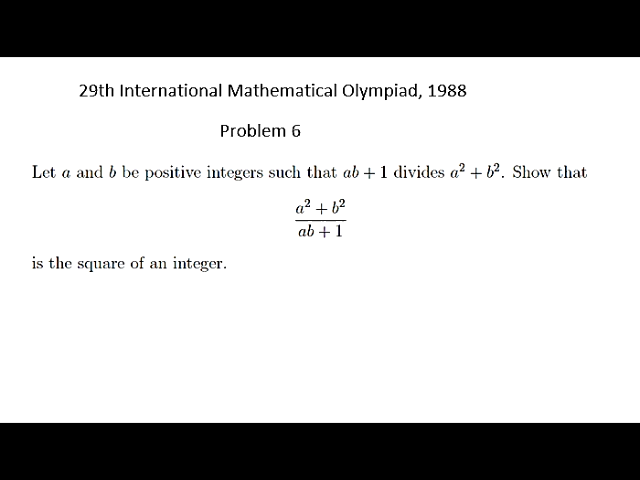 29th International Mathematical Olympiad, 1988
Problem 6
Let a and b be positive integers such that ab + 1 divides a² + b². Show that
a² + b²
ab + 1
is the square of an integer.